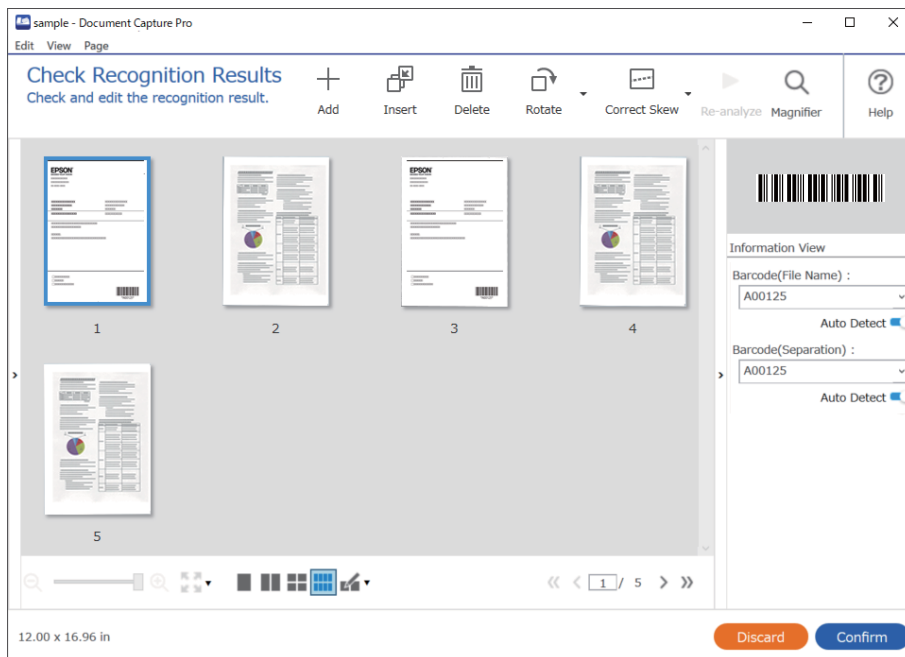 sample - Document Capture Pro
Edit View Page
Check Recognition Results
Check and edit the recognition result.
Add
Insert
Delete
Rotate
Correct Skew
Re-analyze
Magnifier
Help
EPSON
EPSON
1
2
3
4
5
Information View
Barcode(File Name) :
A00125
Auto Detect
Barcode(Separation) :
A00125
Auto Detect
1 / 5
12.00 x 16.96 in
Discard
Confirm